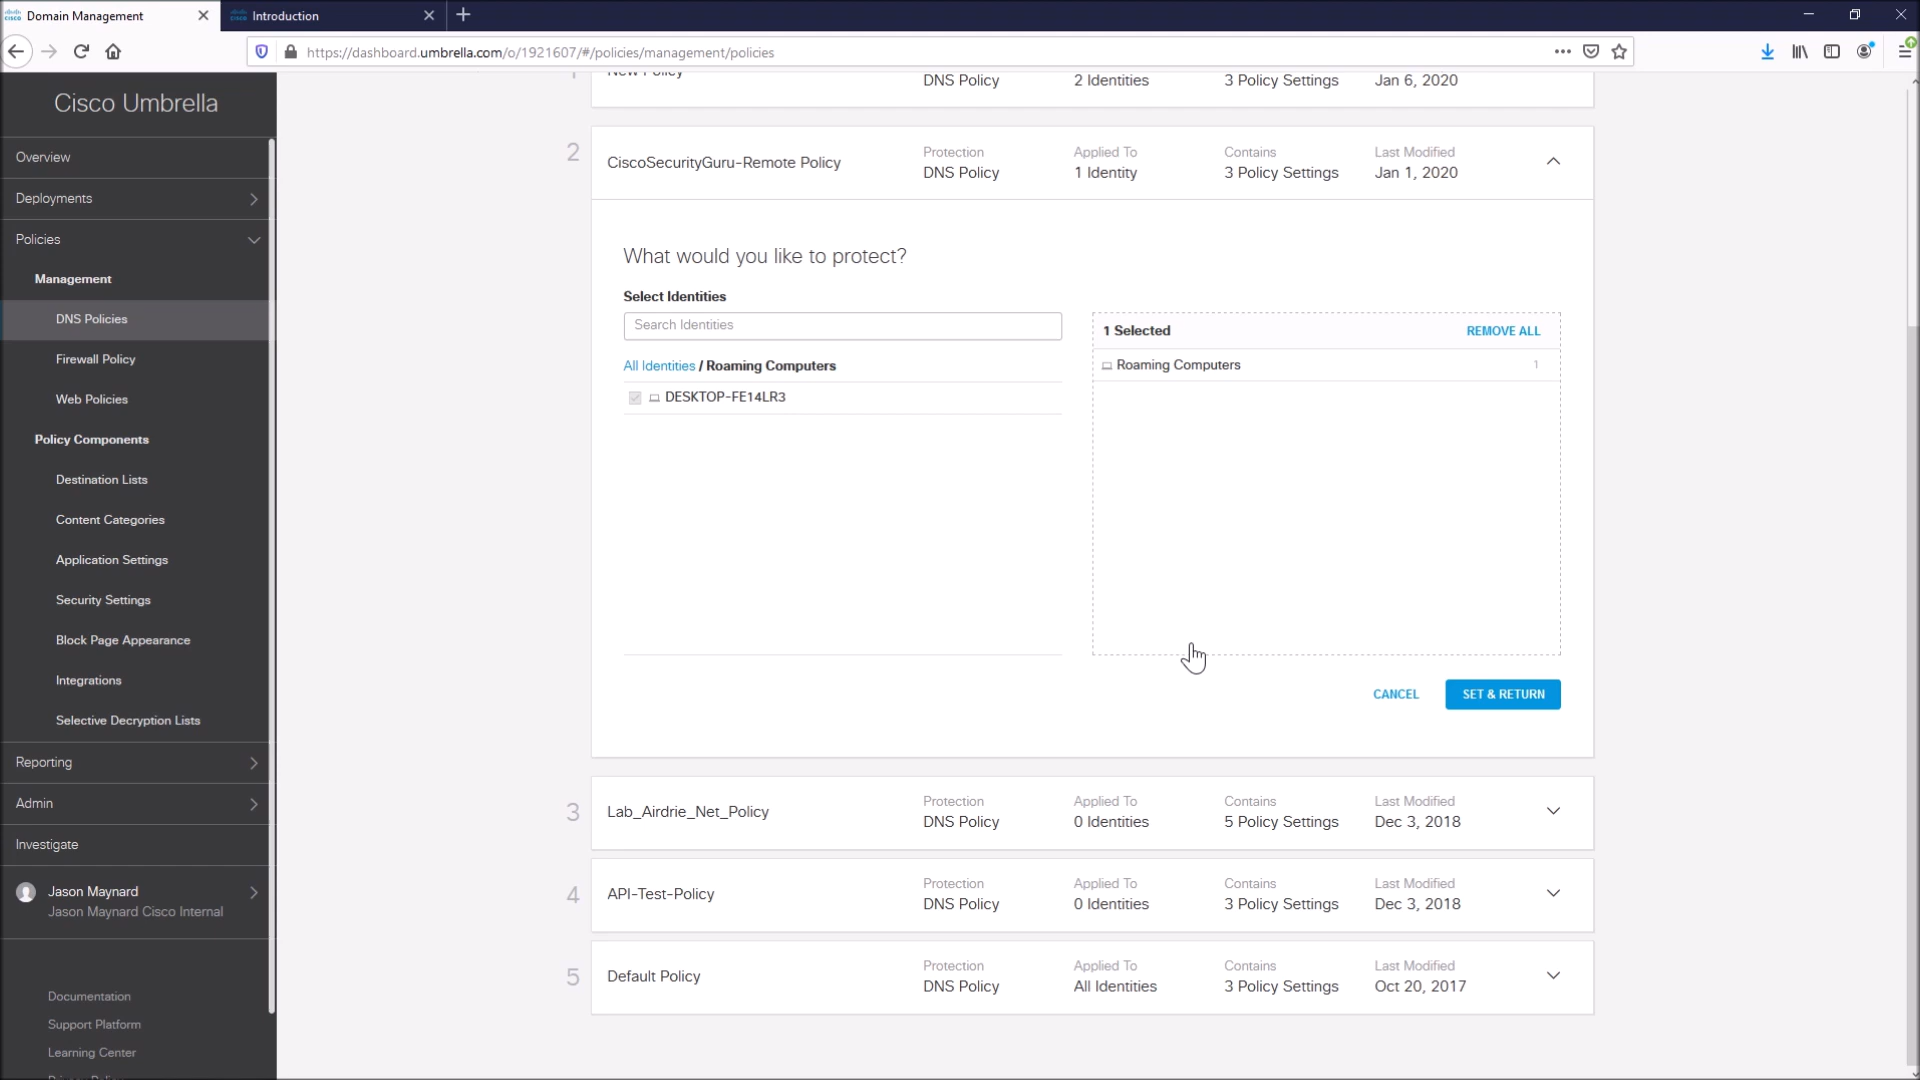 Domain Management
Introduction
https://dashboard.umbrella.com/o/1921607/#/policies/management/policies
Cisco Umbrella
Overview
Deployments
Policies
Management
DNS Policies
Firewall Policy
Web Policies
Policy Components
Destination Lists
Content Categories
Application Settings
Security Settings
Block Page Appearance
Integrations
Selective Decryption Lists
Reporting
Admin
Investigate
Jason Maynard
Jason Maynard Cisco Internal
Documentation
Support Platform
Learning Center
1 New Policy DNS Policy 2 Identities 3 Policy Settings Jan 6, 2020
Protection Applied To Contains Last Modified
2 CiscoSecurityGuru-Remote Policy DNS Policy 1 Identity 3 Policy Settings Jan 1, 2020
What would you like to protect?
Select Identities
Search Identities
All Identities / Roaming Computers
DESKTOP-FE14LR3
1 Selected REMOVE ALL
Roaming Computers 1
CANCEL SET & RETURN
Protection Applied To Contains Last Modified
3 Lab_Airdrie_Net_Policy DNS Policy 0 Identities 5 Policy Settings Dec 3, 2018
Protection Applied To Contains Last Modified
4 API-Test-Policy DNS Policy 0 Identities 3 Policy Settings Dec 3, 2018
Protection Applied To Contains Last Modified
5 Default Policy DNS Policy All Identities 3 Policy Settings Oct 20, 2017